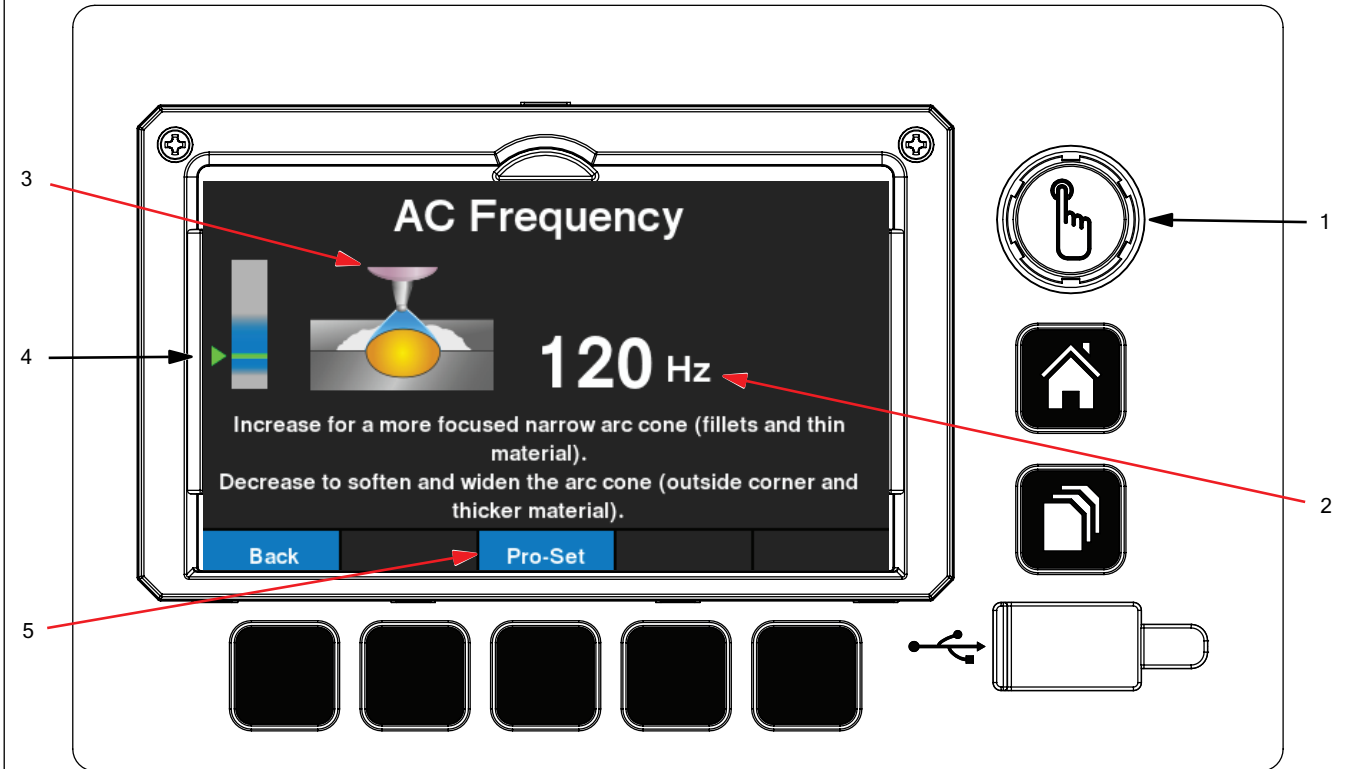 AC Frequency
3
1
4
120 Hz
Increase for a more focused narrow arc cone (fillets and thin
material).
Decrease to soften and widen the arc cone (outside corner and
thicker material).
2
Back
Pro-Set
5